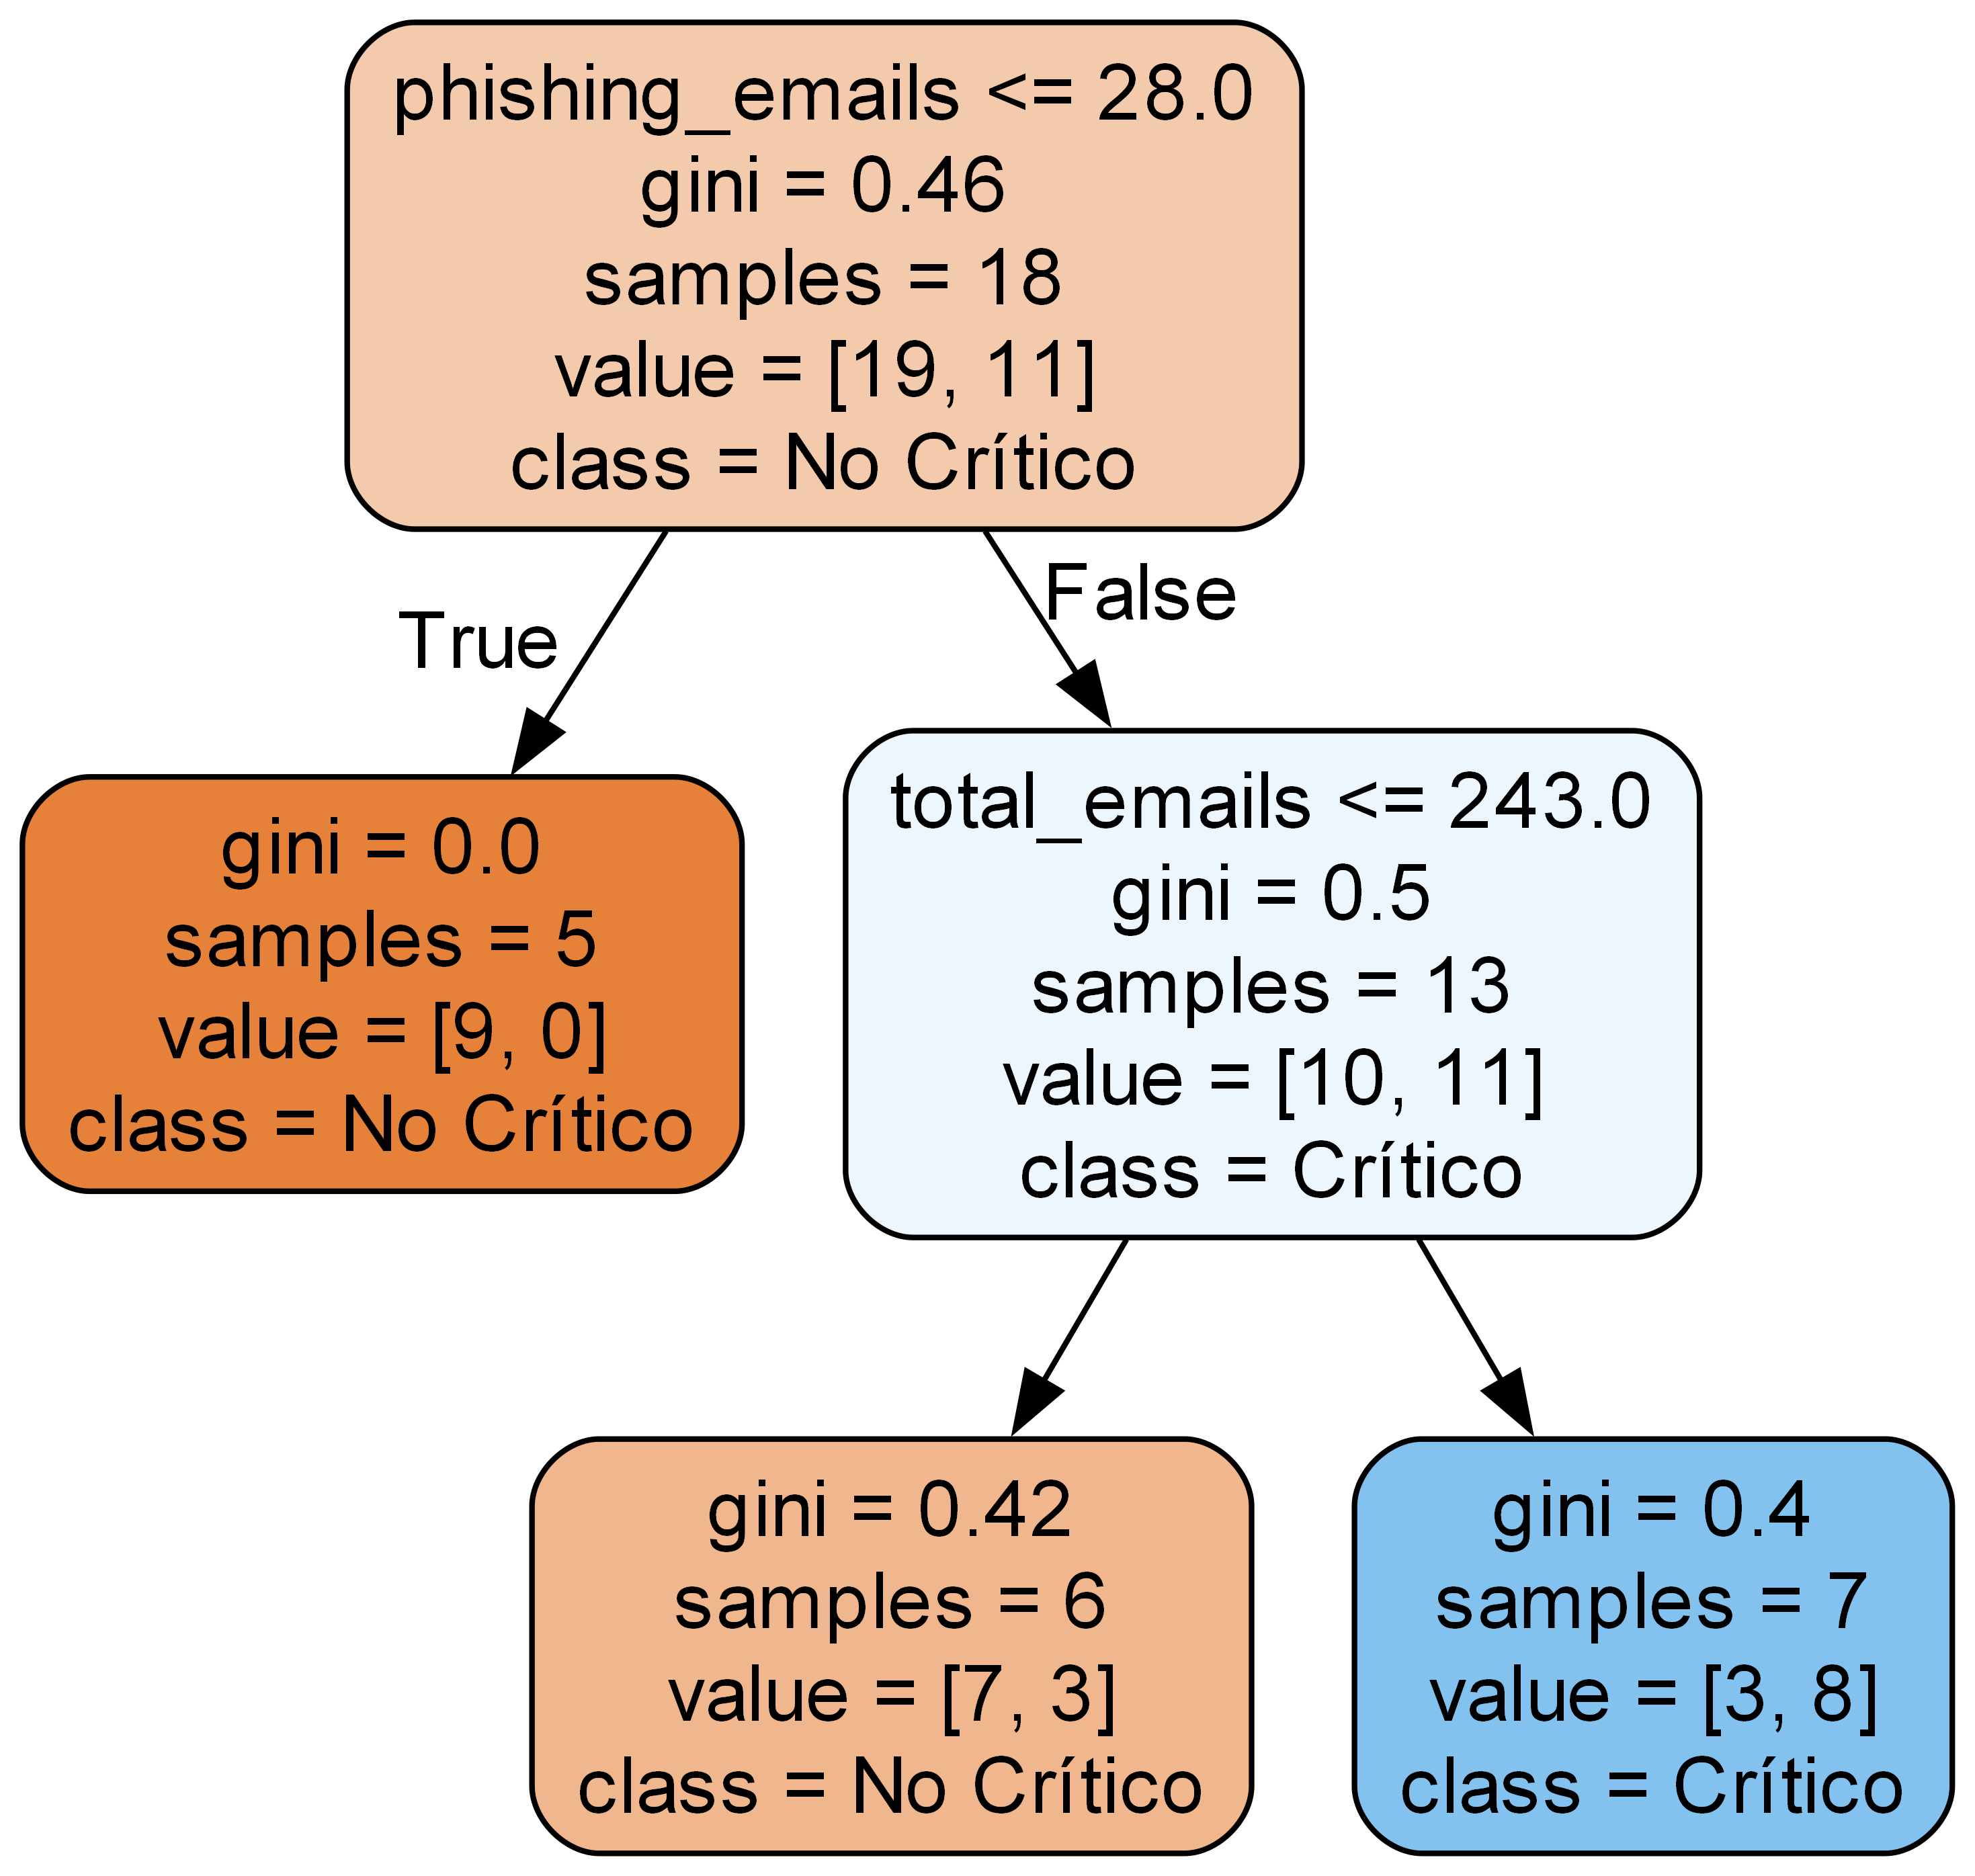 phishing_emails <= 28.0
gini = 0.46
samples = 18
value = [19, 11]
class = No Crítico
True
False
gini = 0.0
samples = 5
value = [9, 0]
class = No Crítico
total_emails <= 243.0
gini = 0.5
samples = 13
value = [10, 11]
class = Crítico
gini = 0.42
samples = 6
value = [7, 3]
class = No Crítico
gini = 0.4
samples = 7
value = [3, 8]
class = Crítico